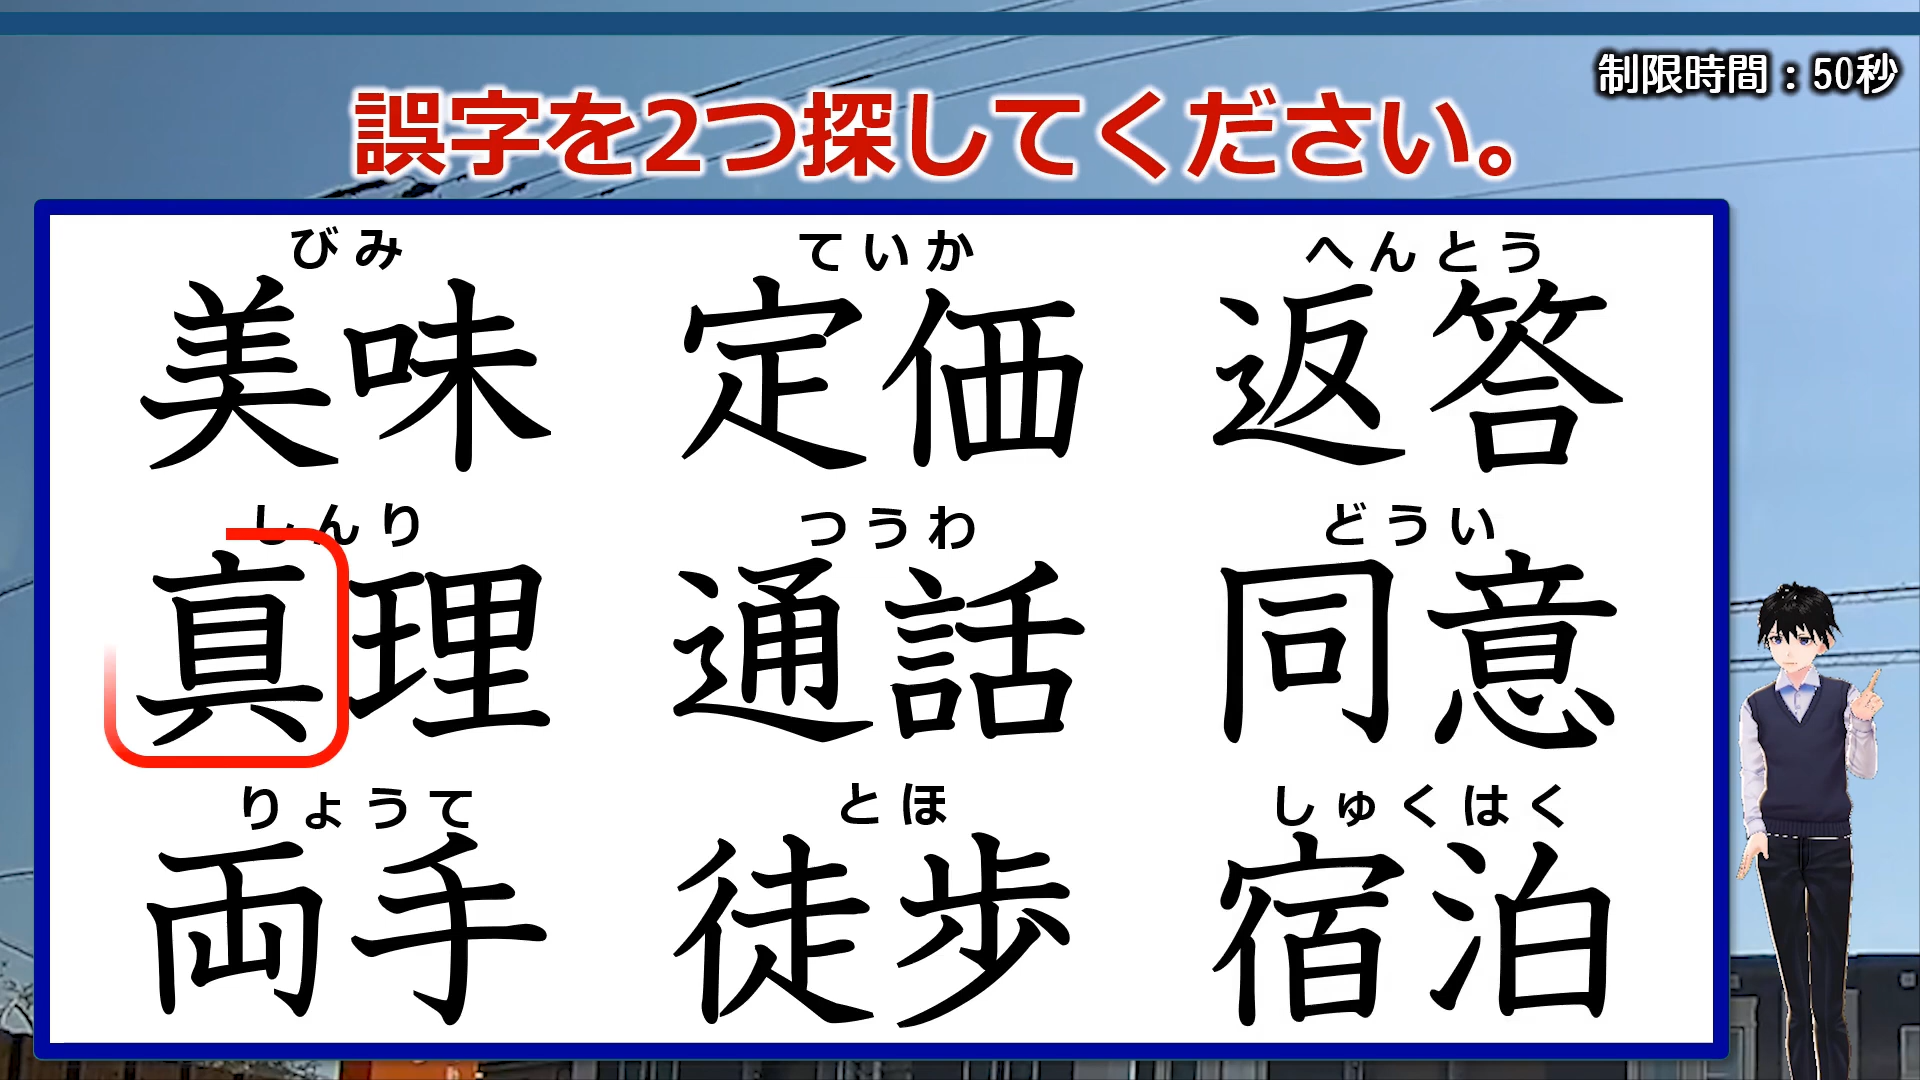 制限時間：50秒
誤字を2つ探してください。
びみ ていか へんとう
美味 定価 返答
しんり つうわ どうい
真理 通話 同意
りょうて とほ しゅくはく
両手 徒歩 宿泊